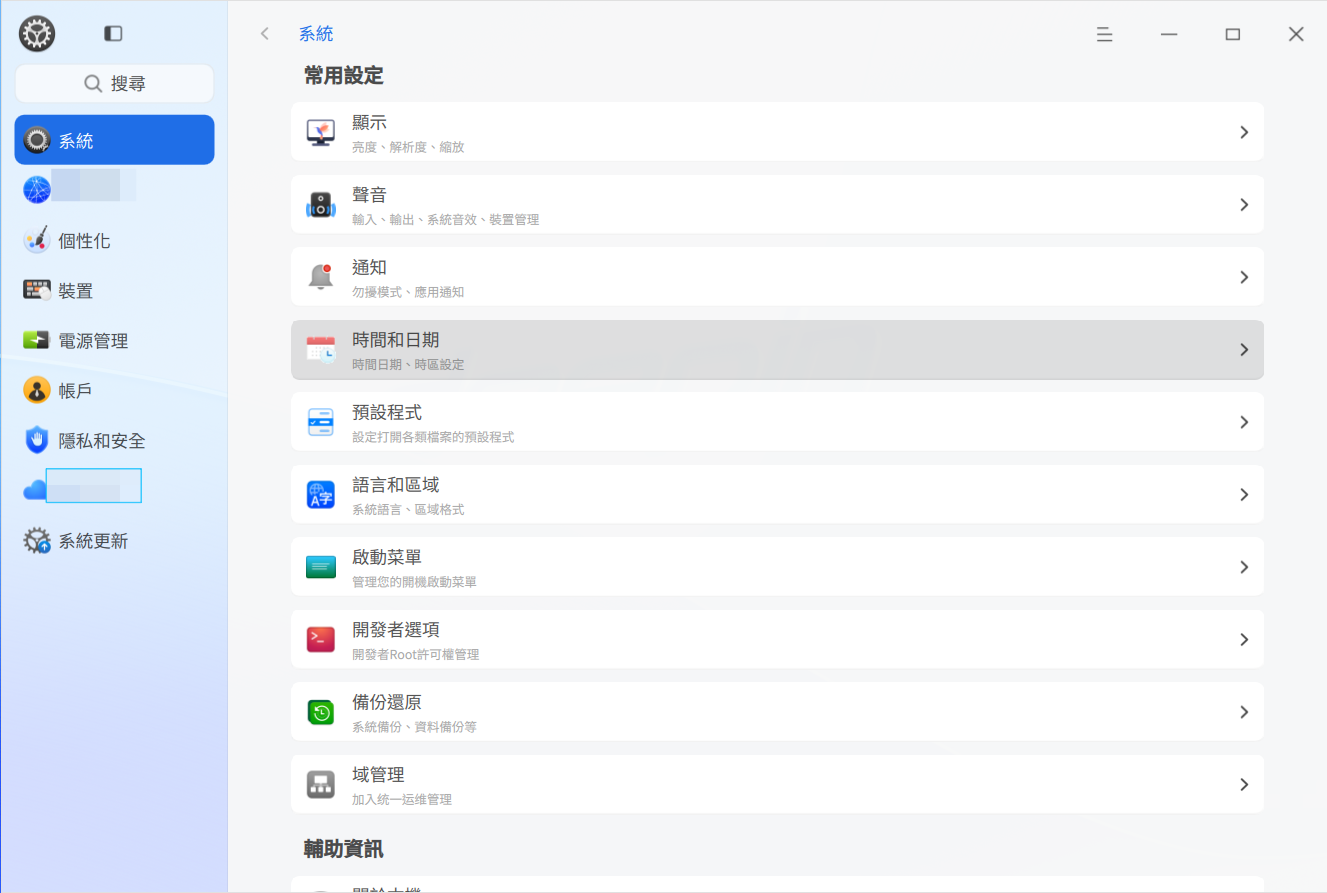 系統
搜尋
系統
個性化
裝置
電源管理
帳戶
隱私和安全
系統更新
常用設定
顯示
亮度、解析度、縮放
聲音
輸入、輸出、系統音效、裝置管理
通知
勿擾模式、應用通知
時間和日期
時間日期、時區設定
預設程式
設定打開各類檔案的預設程式
語言和區域
A字
系統語言、區域格式
啟動菜單
管理您的開機啟動菜單
開發者選項
開發者Root許可權管理
備份還原
系統備份、資料備份等
域管理
加入统一运维管理
輔助資訊